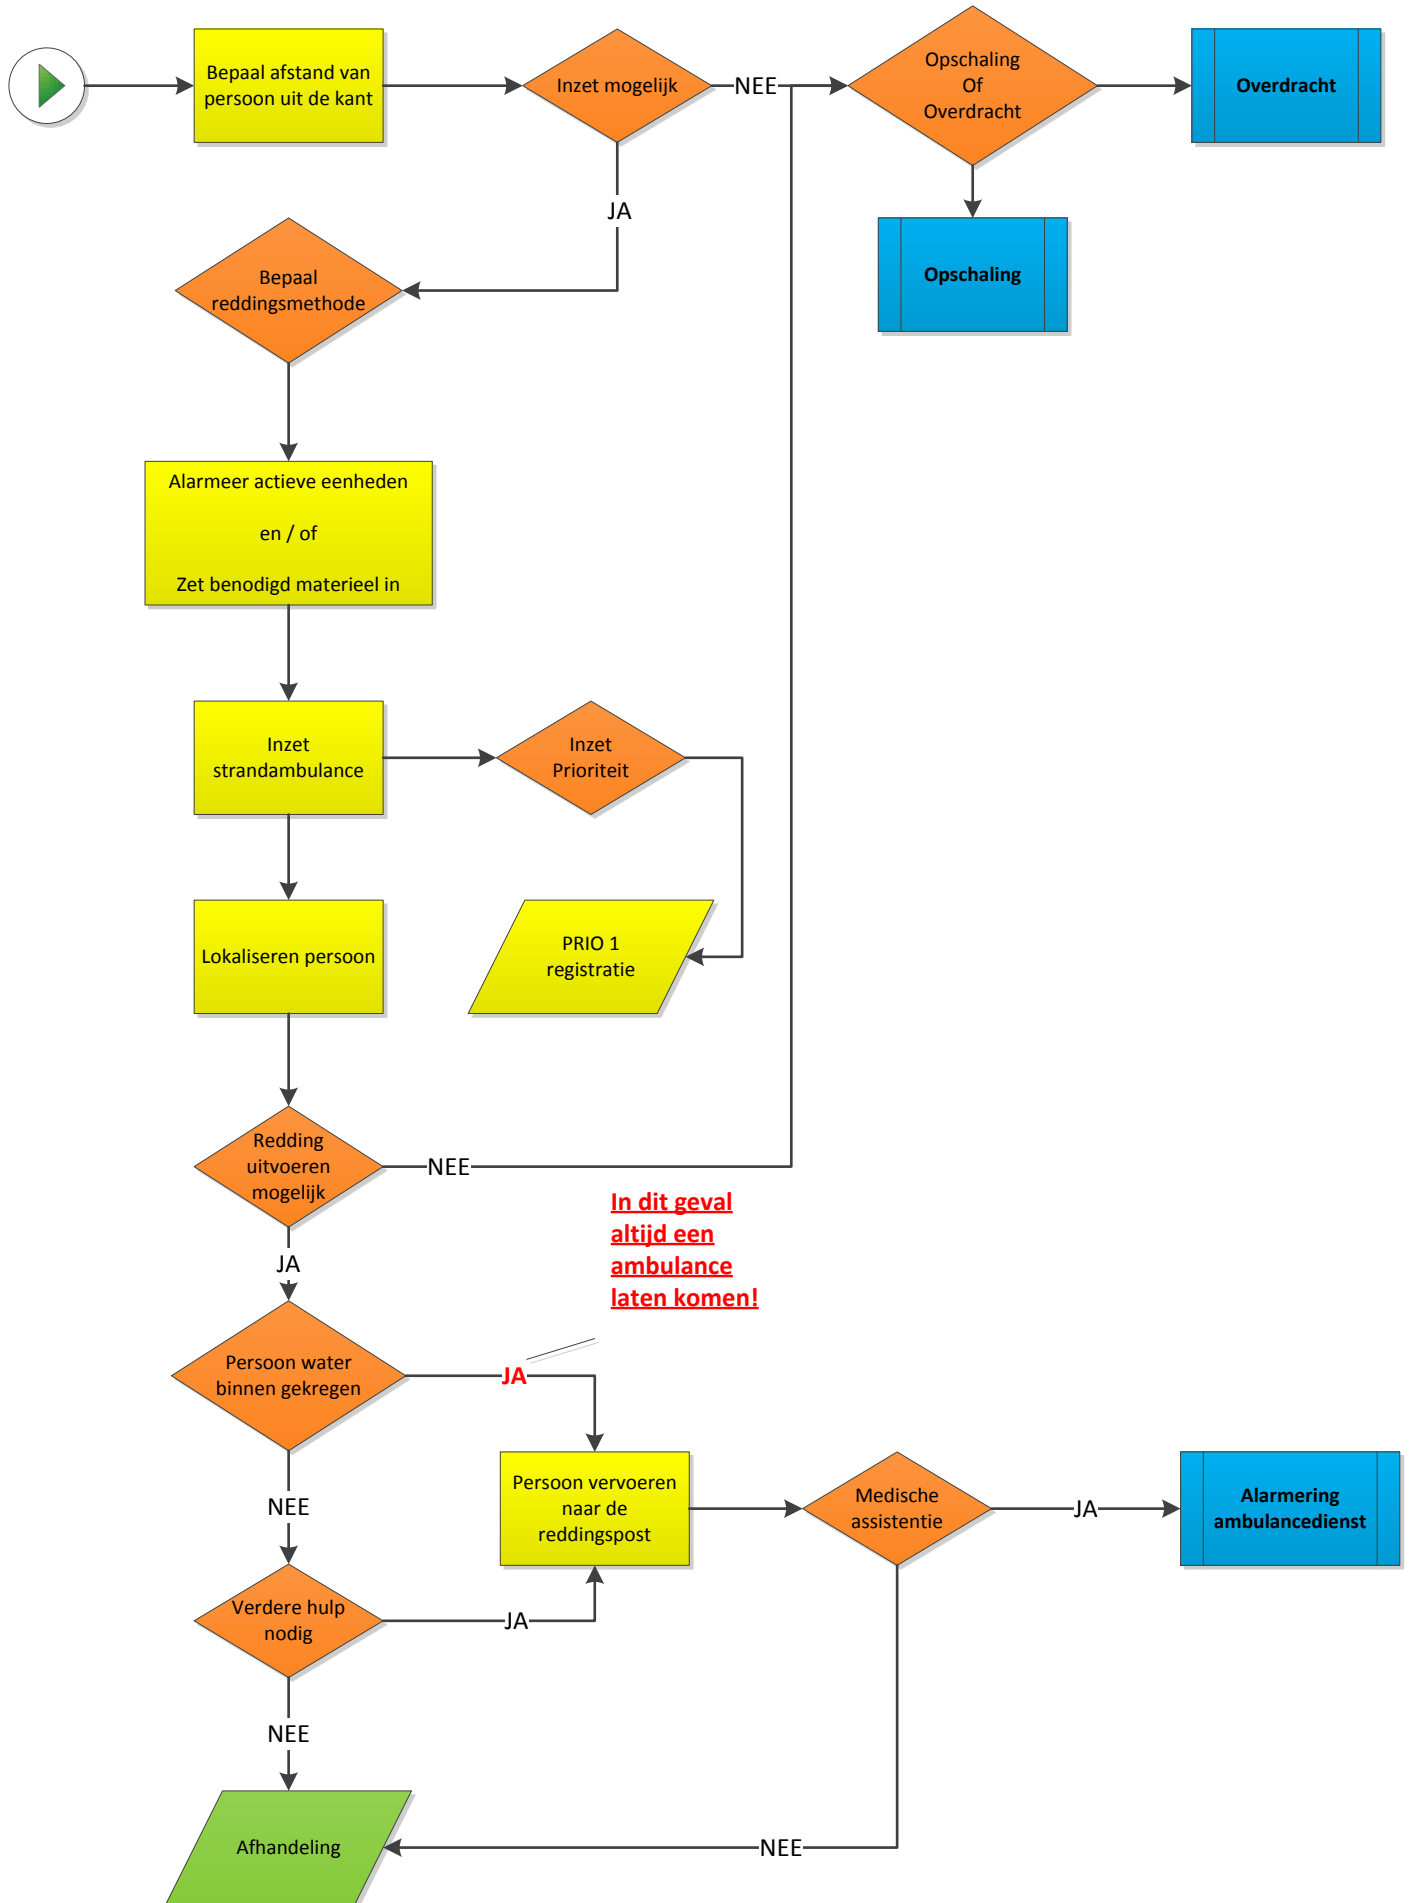 Bepaal afstand van
persoon uit de kant
Inzet mogelijk
NEE
Opschaling
Of
Overdracht
Overdracht
JA
Opschaling
Bepaal
reddingsmethode
Alarmeer actieve eenheden
en / of
Zet benodigd materieel in
Inzet
strandambulance
Inzet
Prioriteit
Lokaliseren persoon
PRIO 1
registratie
Redding
uitvoeren
mogelijk
NEE
In dit geval
altijd een
ambulance
laten komen!
JA
Persoon water
binnen gekregen
JA
NEE
Persoon vervoeren
naar de
reddingspost
Medische
assistentie
JA
Alarmering
ambulancedienst
Verdere hulp
nodig
JA
NEE
Afhandeling
NEE